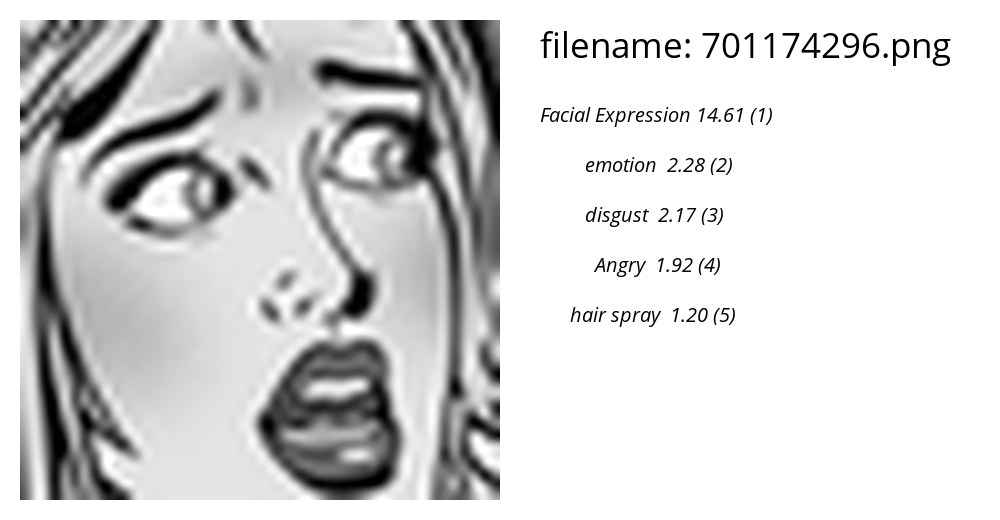 filename: 701174296.png
Facial Expression 14.61 (1)
emotion 2.28 (2)
disgust 2.17 (3)
Angry 1.92 (4)
hair spray 1.20 (5)